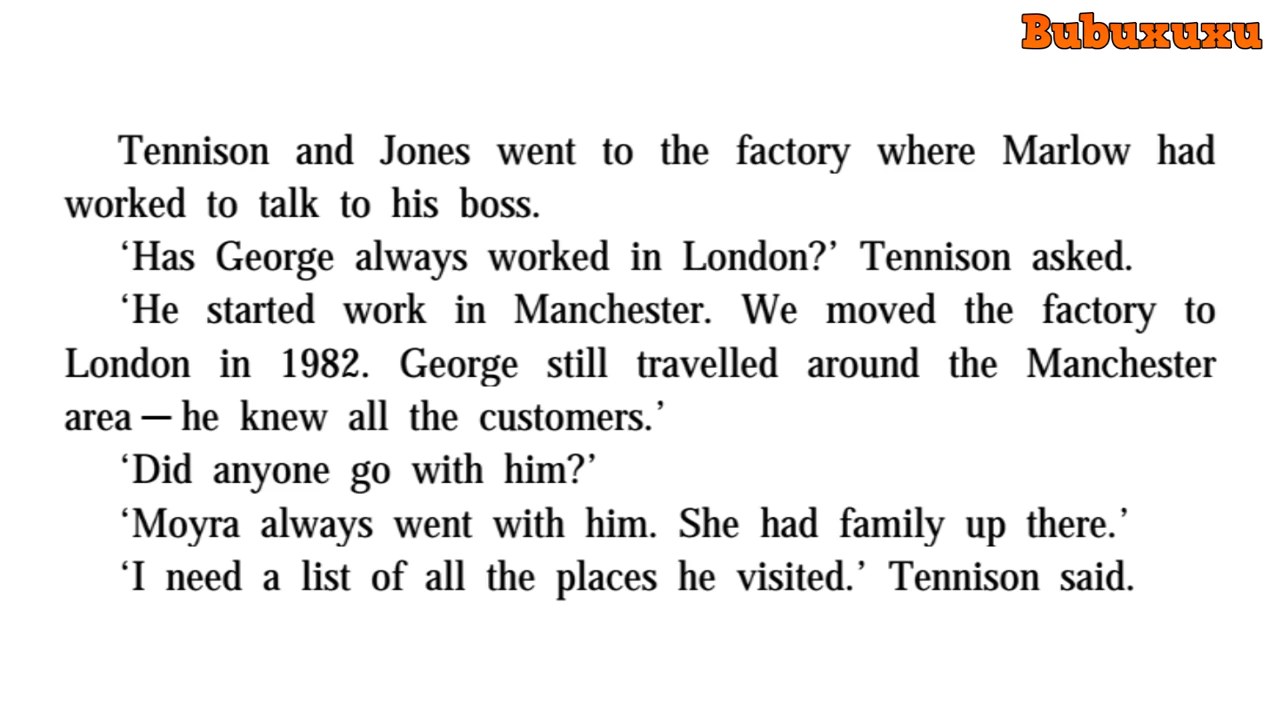 Bubuxuxu
Tennison and Jones went to the factory where Marlow had
worked to talk to his boss.
‘Has George always worked in London?’ Tennison asked.
‘He started work in Manchester. We moved the factory to
London in 1982. George still travelled around the Manchester
area — he knew all the customers.’
‘Did anyone go with him?’
‘Moyra always went with him. She had family up there.’
‘I need a list of all the places he visited.’ Tennison said.